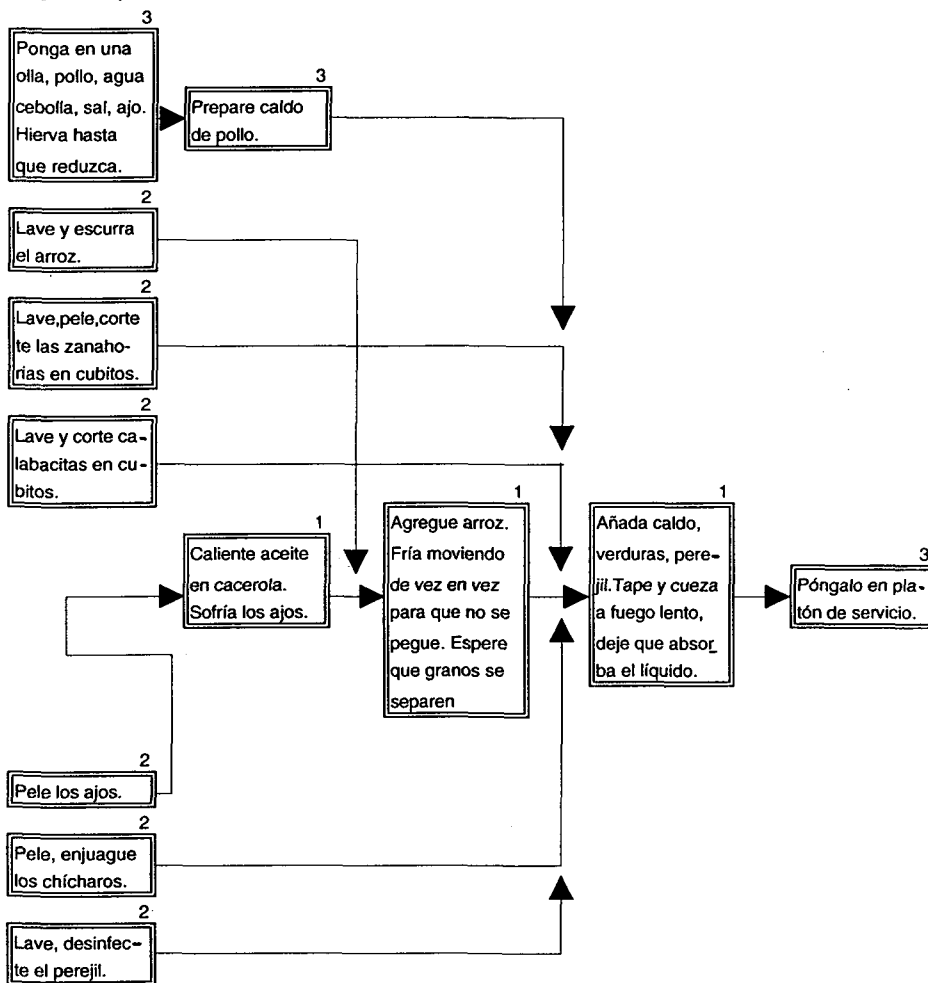 3
Ponga en una
olla, pollo, agua
cebolla, sal, ajo.
Hierva hasta
que reduzca.
3
Prepare caldo
de pollo.
2
Lave y escurra
el arroz.
2
Lave,pele,corte
te las zanaho-
rias en cubitos.
2
Lave y corte ca-
labacitas en cu-
bitos.
1
Caliente aceite
en cacerola.
Sofría los ajos.
1
Agregue arroz.
Fría moviendo
de vez en vez
para que no se
pegue. Espere
que granos se
separen
1
Añada caldo,
verduras, pere-
jil.Tape y cueza
a fuego lento,
deje que absor_
ba el líquido.
3
Póngalo en pla-
tón de servicio.
2
Pele los ajos.
2
Pele, enjuague
los chícharos.
2
Lave, desinfec-
te el perejil.